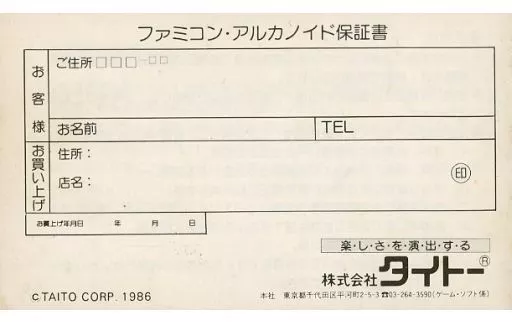 ファミコン・アルカノイド保証書
お客様
ご住所 □□□-□□
お名前
TEL
お買い上げ
住所：
店名：
印
お買上げ年月日 年 月 日
楽・し・さ・を・演・出・す・る
株式会社 タイトー ®
©TAITO CORP. 1986
本社 東京都千代田区平河町2-5-3 ☎03-264-3590(ゲーム・ソフト係)